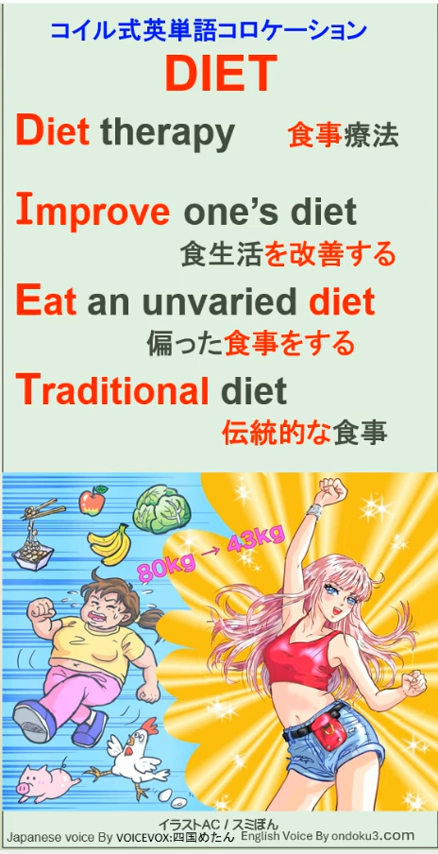 コイル式英単語コロケーション
DIET
Diet therapy 食事療法
Improve one's diet
食生活を改善する
Eat an unvaried diet
偏った食事をする
Traditional diet
伝統的な食事
80kg → 43kg
イラストAC / スミぽん
Japanese voice By VOICEVOX:四国めたん English Voice By ondoku3.com